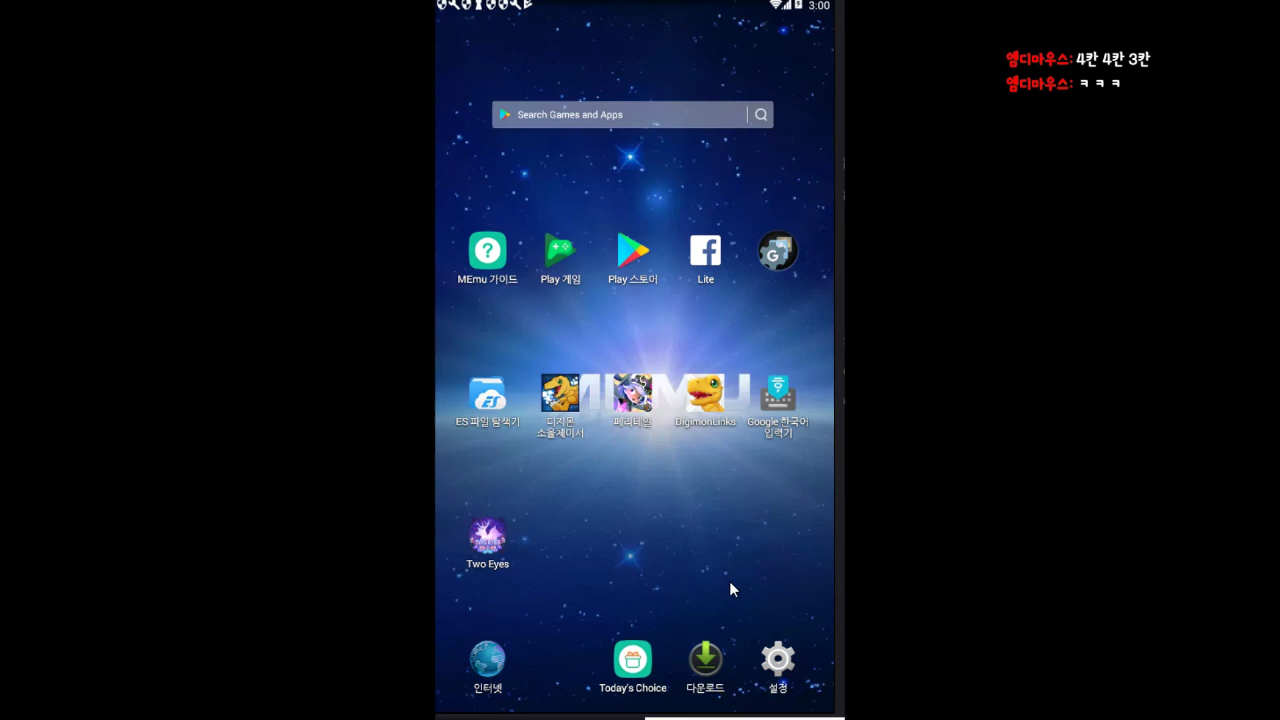 3:00
엠디마우스: 4칸 4칸 3칸
엠디마우스: ㅋ ㅋ ㅋ
Search Games and Apps
MEmu 가이드
Play 게임
Play 스토어
Lite
ES 파일 탐색기
디지몬
소울체이서
페리테일
DigimonLinks
Google 한국어
입력기
Two Eyes
인터넷
Today's Choice
다운로드
설정